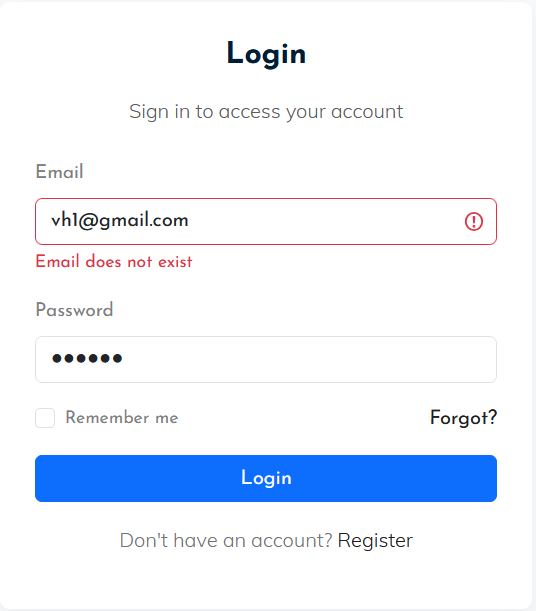 Login
Sign in to access your account
Email
vh1@gmail.com
Email does not exist
Password
••••••
Remember me Forgot?
Login
Don't have an account? Register